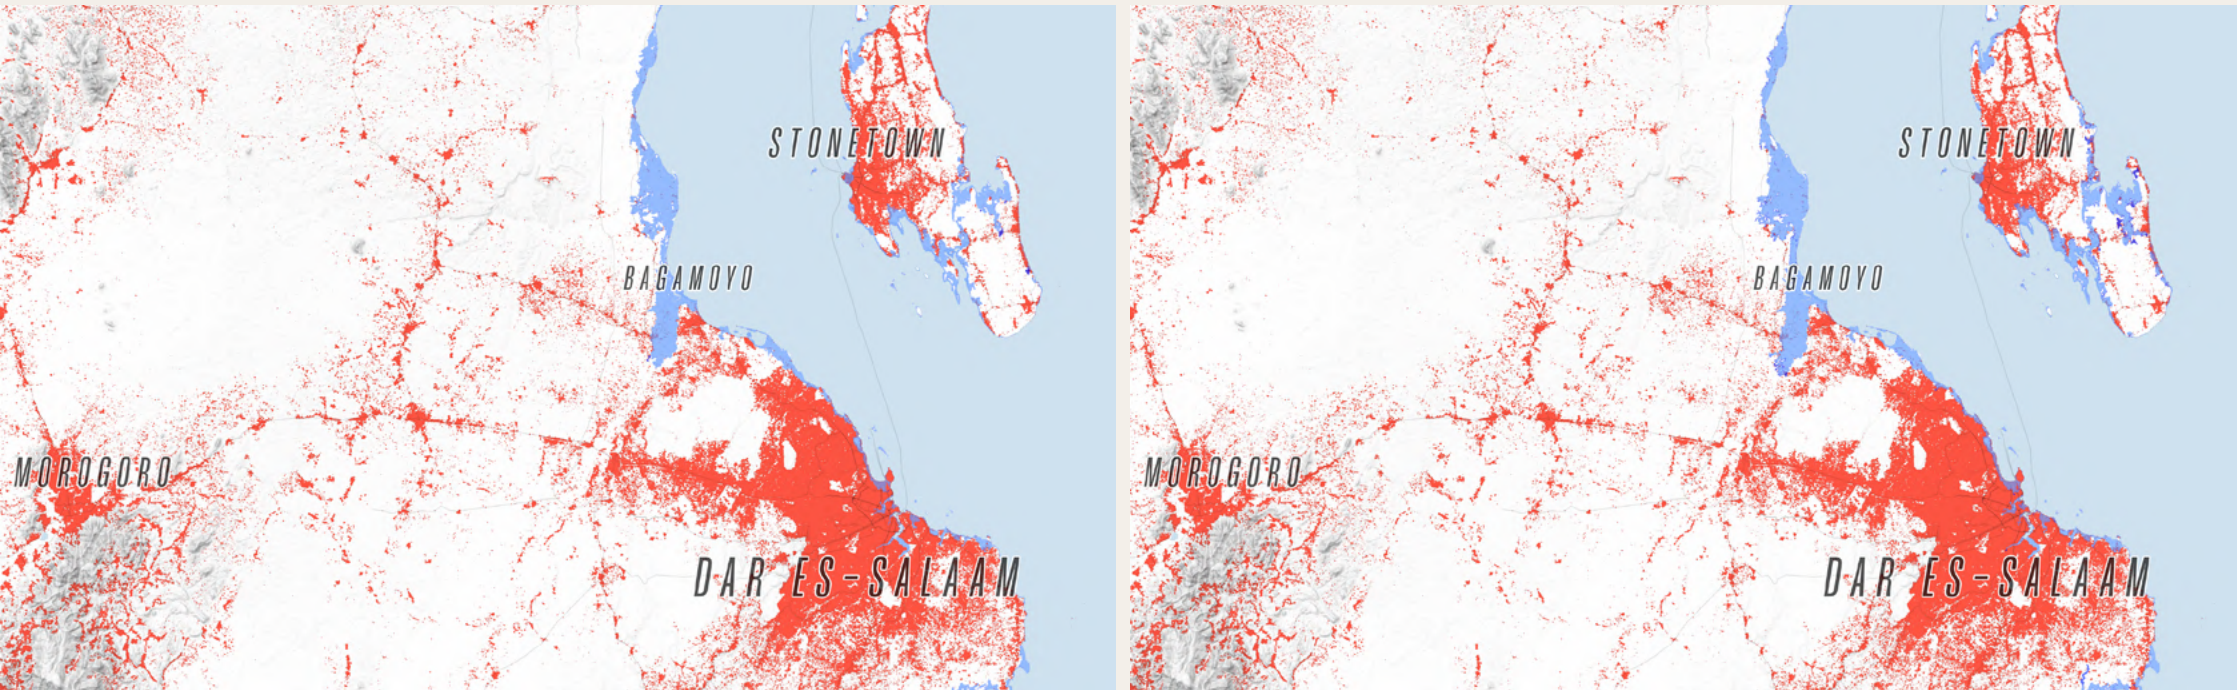 STONETOWN
BAGAMOYO
MOROGORO
DAR ES-SALAAM
STONETOWN
BAGAMOYO
MOROGORO
DAR ES-SALAAM